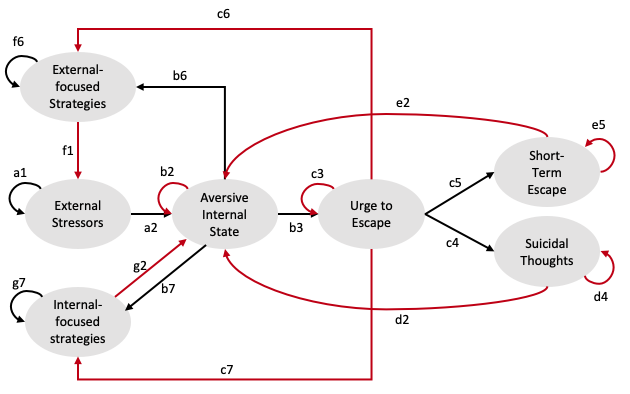 c6
f6
External-
focused
Strategies
b6
e2
f1
e5
Short-
Term
Escape
a1
b2
c3
c5
External
Stressors
a2
Aversive
Internal
State
b3
Urge to
Escape
c4
Suicidal
Thoughts
g2
b7
g7
Internal-
focused
strategies
d4
d2
c7